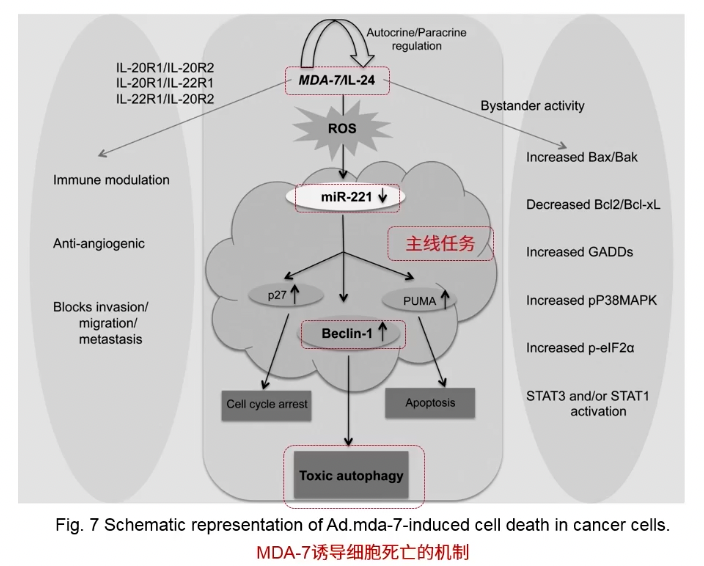 Autocrine/Paracrine
regulation
IL-20R1/IL-20R2
IL-20R1/IL-22R1
IL-22R1/IL-20R2
MDA-7/IL-24
Bystander activity
ROS
Immune modulation
Anti-angiogenic
Blocks invasion/
migration/
metastasis
miR-221 ↓
主线任务
p27 ↑
Beclin-1 ↑
PUMA ↑
Cell cycle arrest
Apoptosis
Toxic autophagy
Increased Bax/Bak
Decreased Bcl2/Bcl-xL
Increased GADDs
Increased pP38MAPK
Increased p-eIF2α
STAT3 and/or STAT1
activation
Fig. 7 Schematic representation of Ad.mda-7-induced cell death in cancer cells.
MDA-7诱导细胞死亡的机制